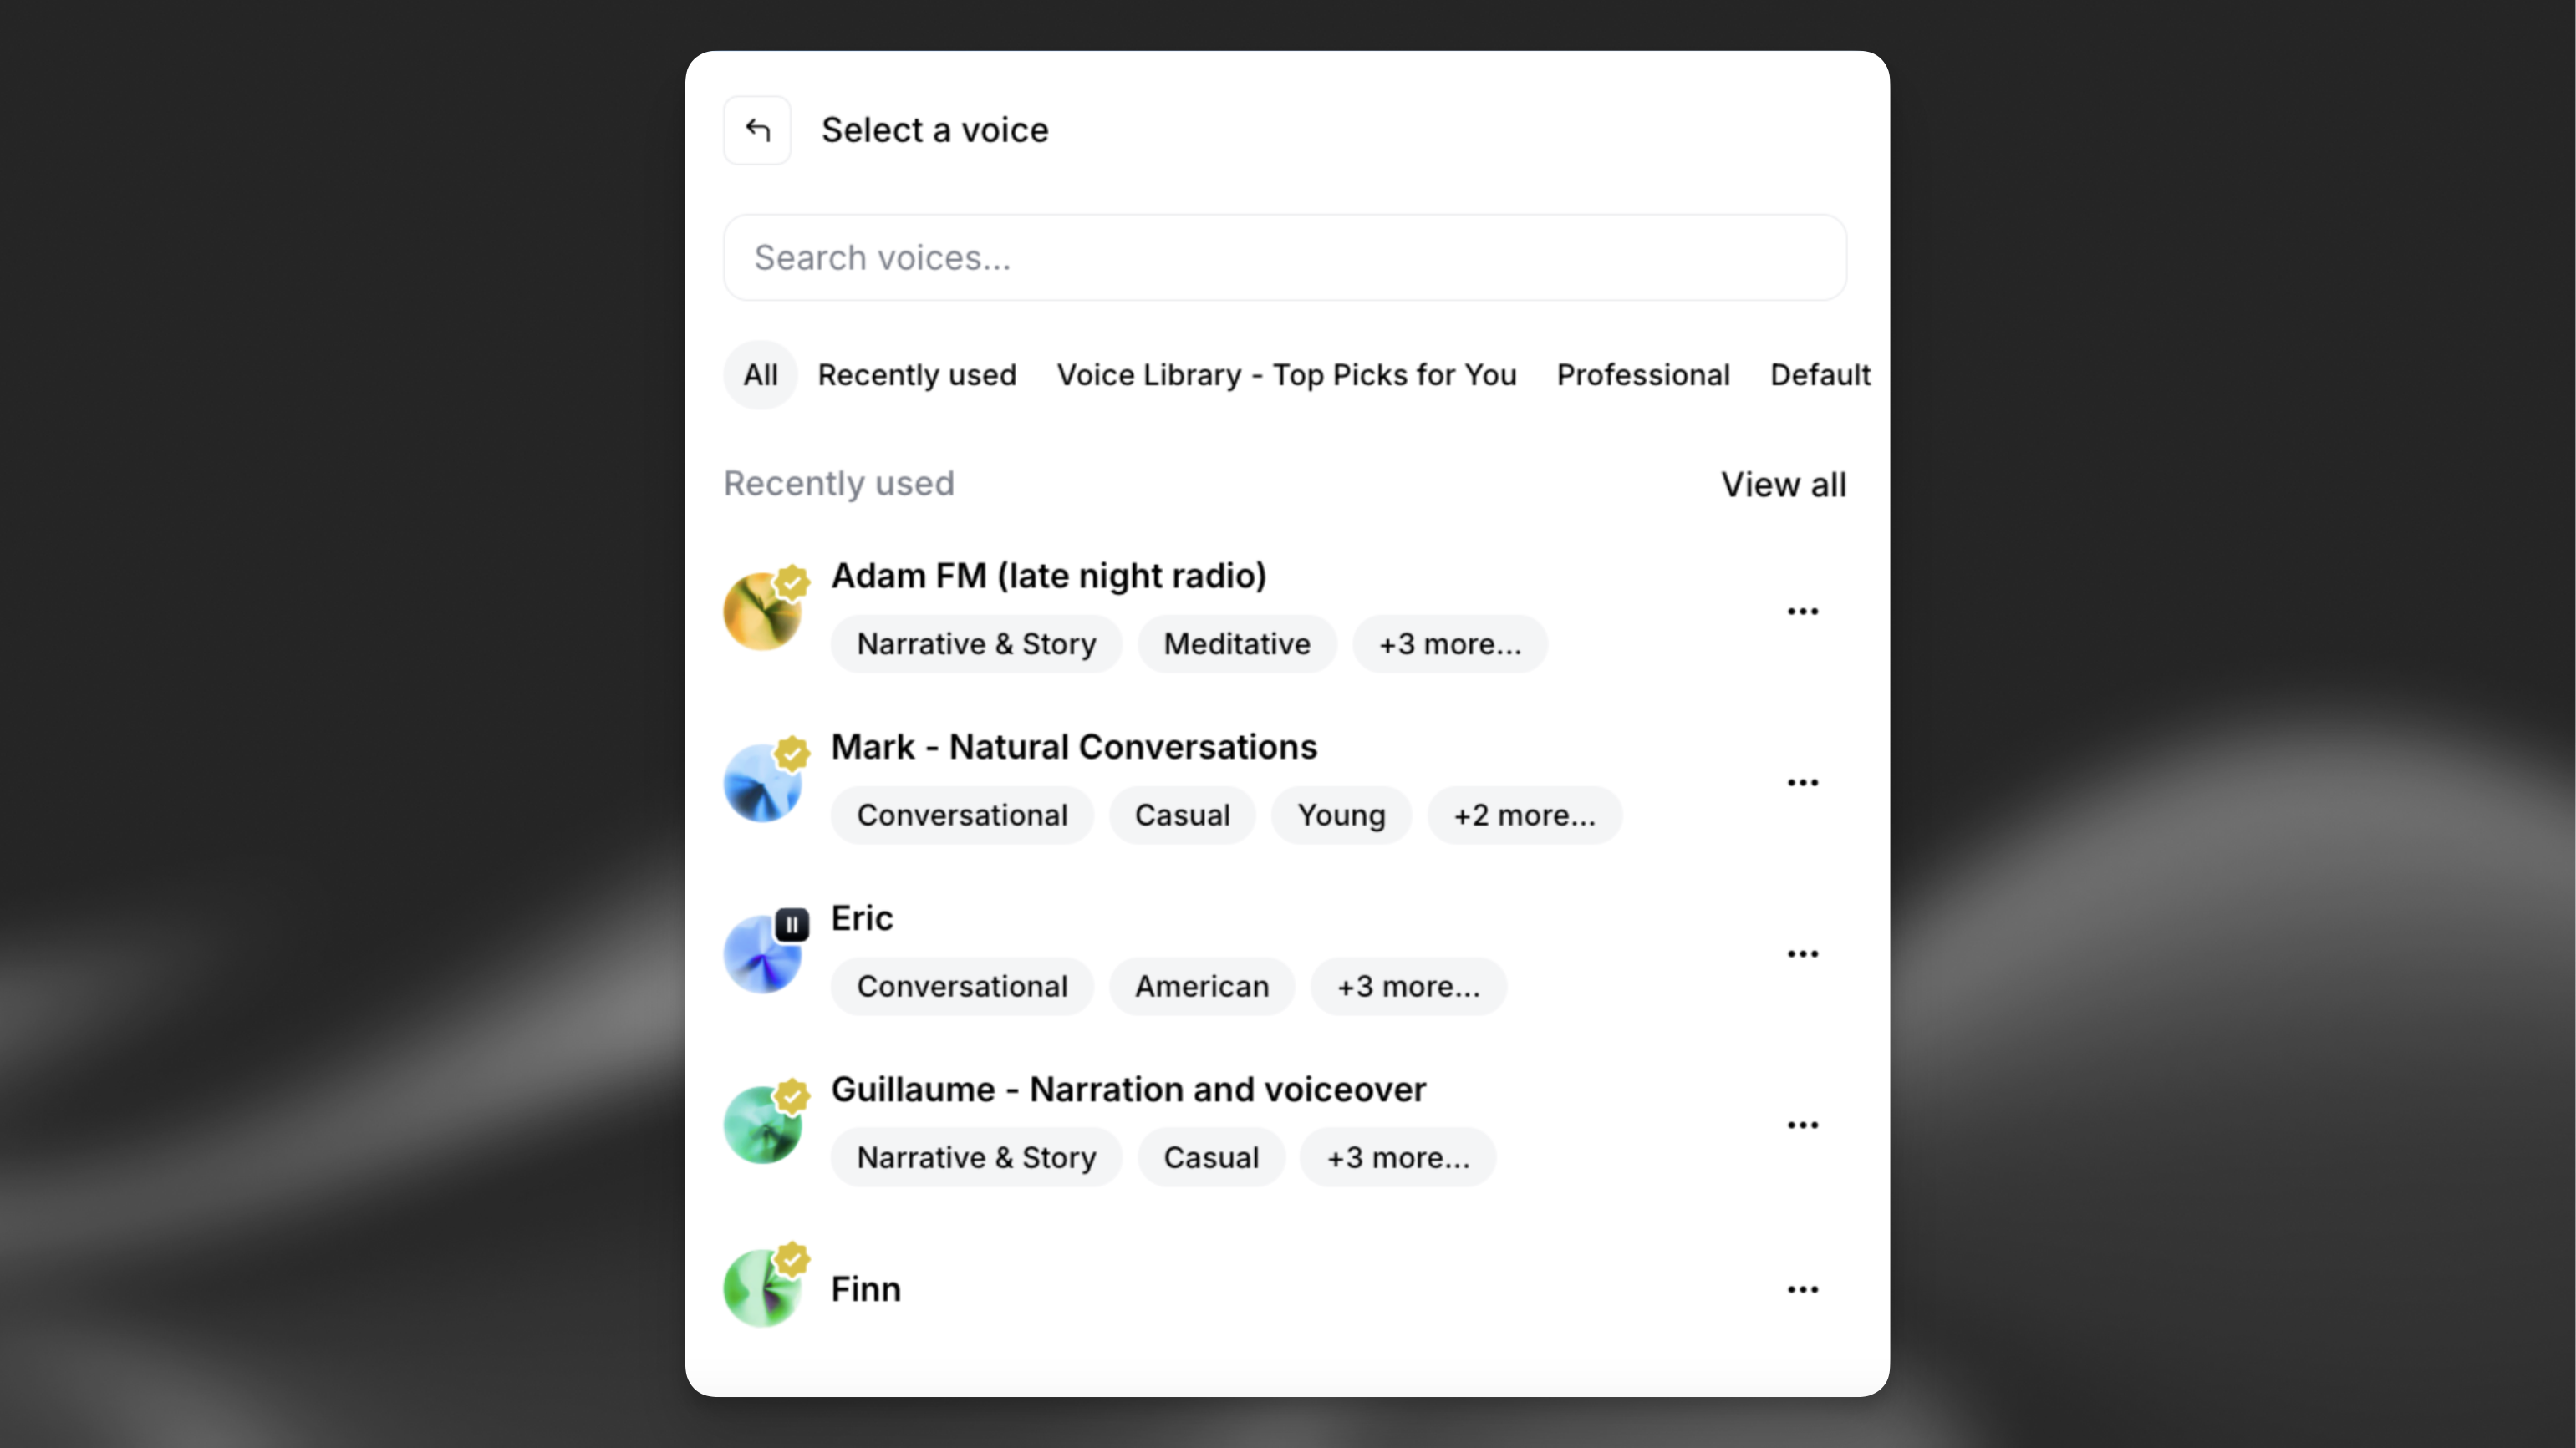 Select a voice
Search voices...
All Recently used Voice Library - Top Picks for You Professional Default
Recently used View all
Adam FM (late night radio)
Narrative & Story Meditative +3 more...
Mark - Natural Conversations
Conversational Casual Young +2 more...
Eric
Conversational American +3 more...
Guillaume - Narration and voiceover
Narrative & Story Casual +3 more...
Finn